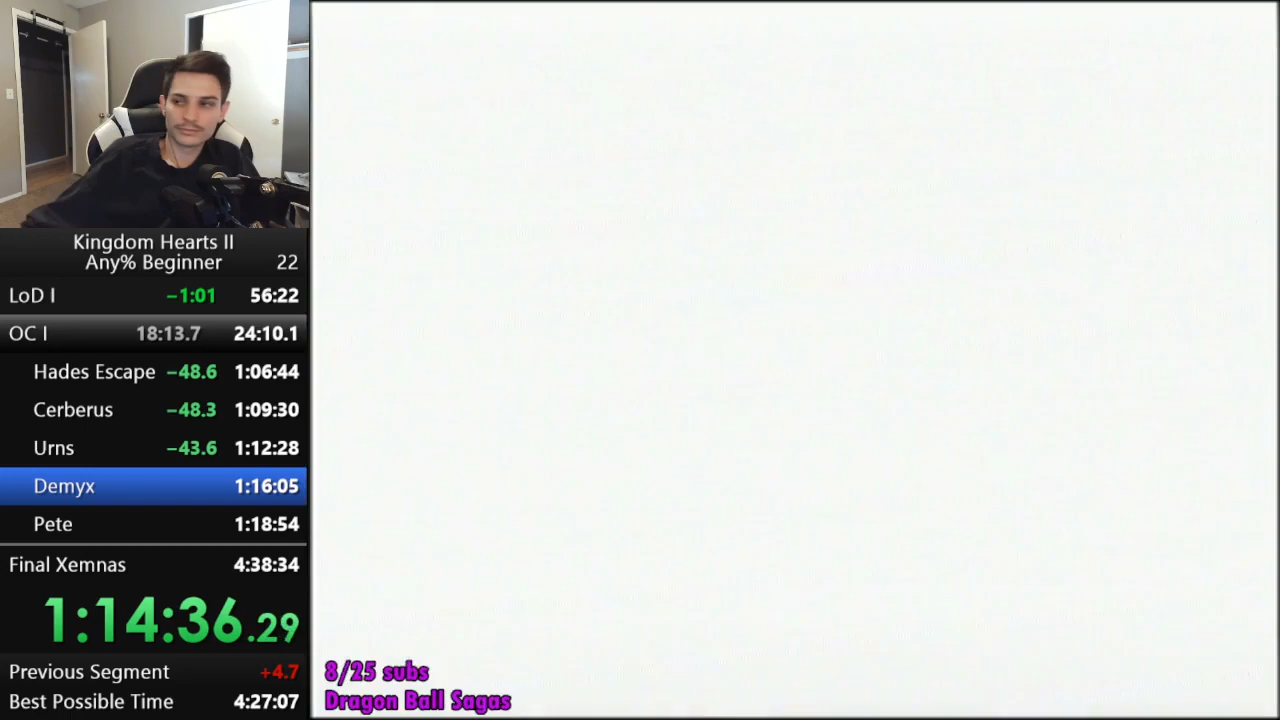 Kingdom Hearts II
Any% Beginner 22
LoD I -1:01 56:22
OC I 18:13.7 24:10.1
Hades Escape -48.6 1:06:44
Cerberus -48.3 1:09:30
Urns -43.6 1:12:28
Demyx 1:16:05
Pete 1:18:54
Final Xemnas 4:38:34
1:14:36.29
Previous Segment +4.7
Best Possible Time 4:27:07
8/25 subs
Dragon Ball Sagas